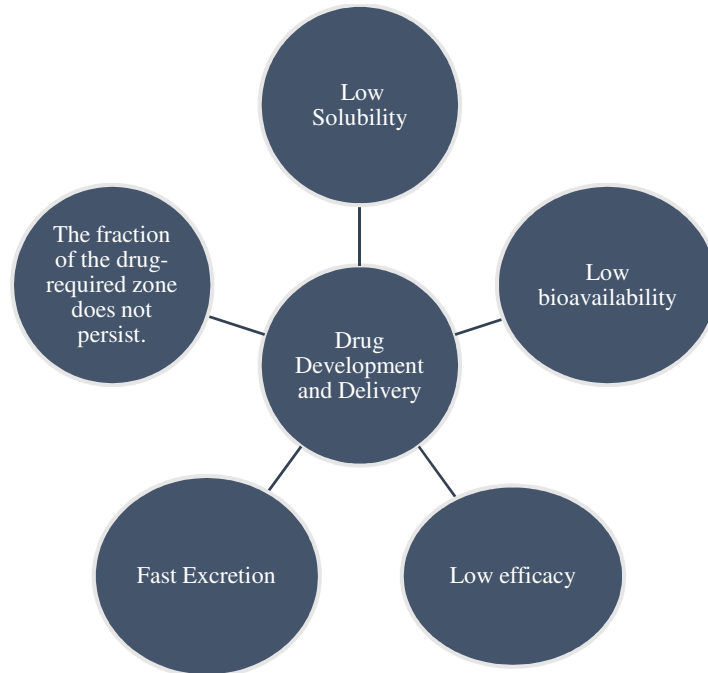 Low
Solubility
The fraction
of the drug-
required zone
does not
persist.
Low
bioavailability
Drug
Development
and Delivery
Fast Excretion
Low efficacy